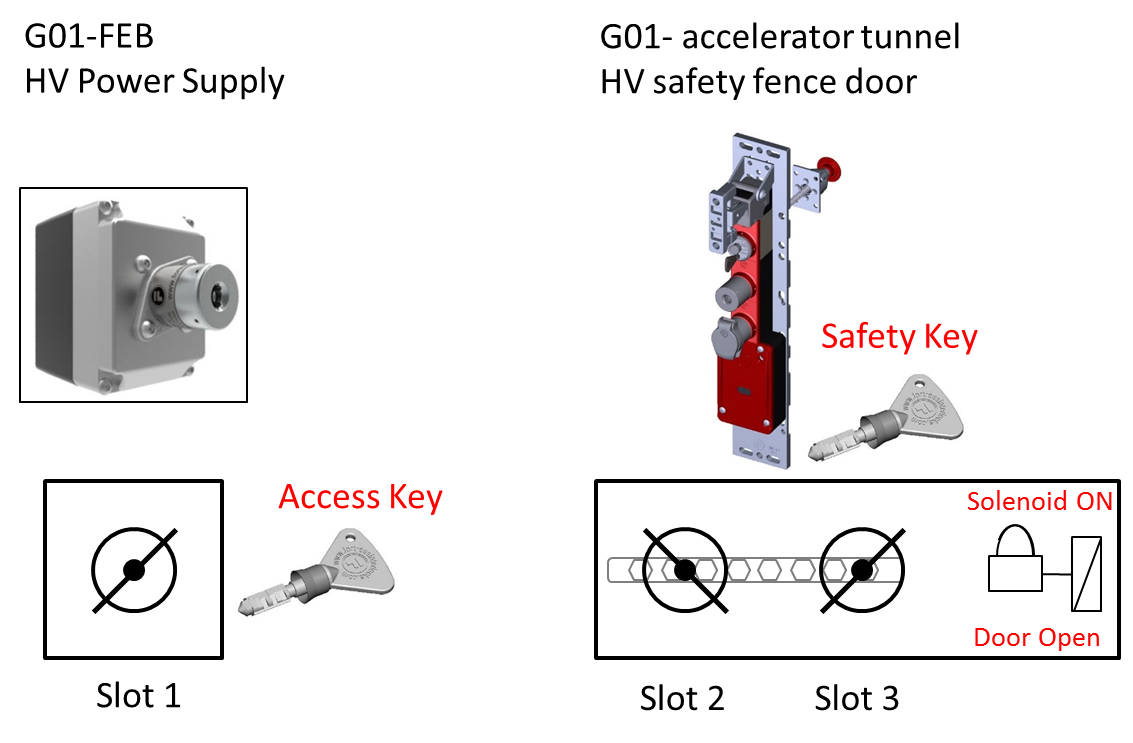 G01-FEB
HV Power Supply
G01- accelerator tunnel
HV safety fence door
Safety Key
Access Key
Solenoid ON
Door Open
Slot 1
Slot 2
Slot 3